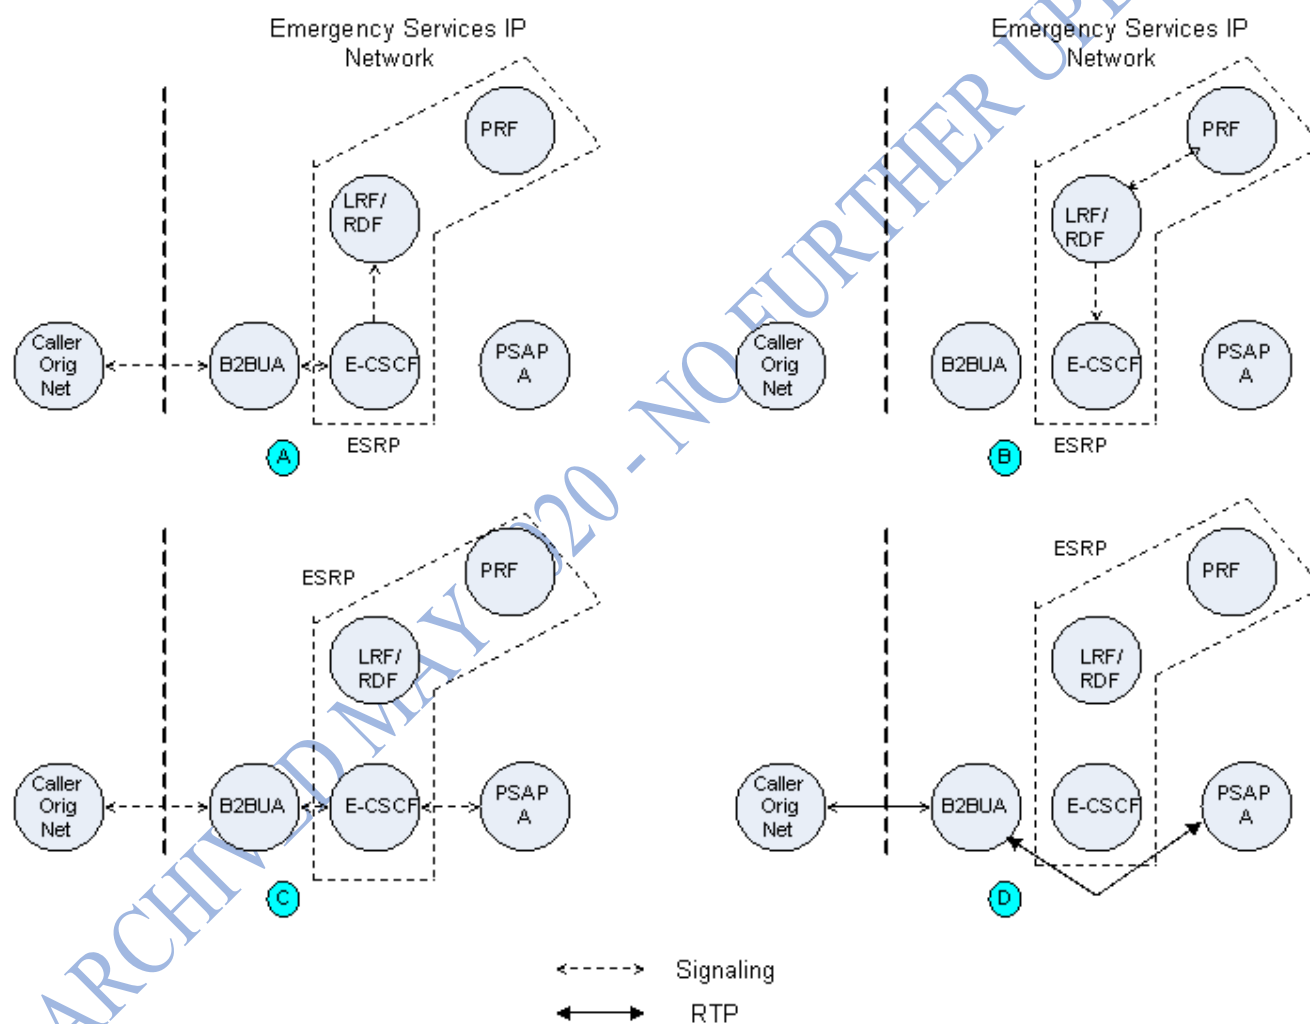 Emergency Services IP
Network
PRF
LRF/
RDF
Caller
Orig
Net
B2BUA
E-CSCF
PSAP
A
ESRP
A
Emergency Services IP
Network
PRF
LRF/
RDF
Caller
Orig
Net
B2BUA
E-CSCF
PSAP
A
ESRP
B
ESRP
PRF
LRF/
RDF
Caller
Orig
Net
B2BUA
E-CSCF
PSAP
A
C
ESRP
PRF
LRF/
RDF
Caller
Orig
Net
B2BUA
E-CSCF
PSAP
A
D
Signaling
RTP
ARCHIVED MAY 2020 - NO FURTHER